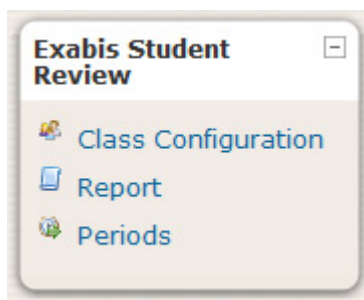 Exabis Student
Review
Class Configuration
Report
Periods